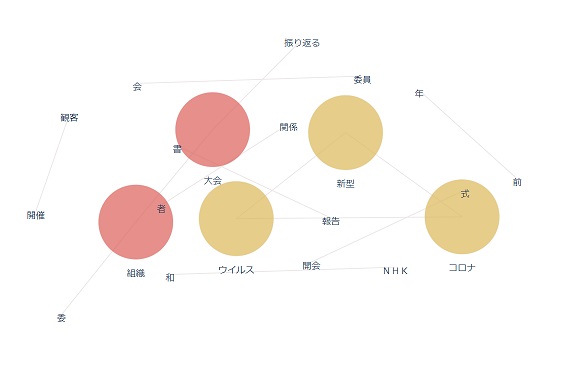 振り返る
委員
会
年
観客
関係
書
大会
新型
前
式
者
開催
報告
開会
コロナ
ウイルス
組織
NHK
和
委